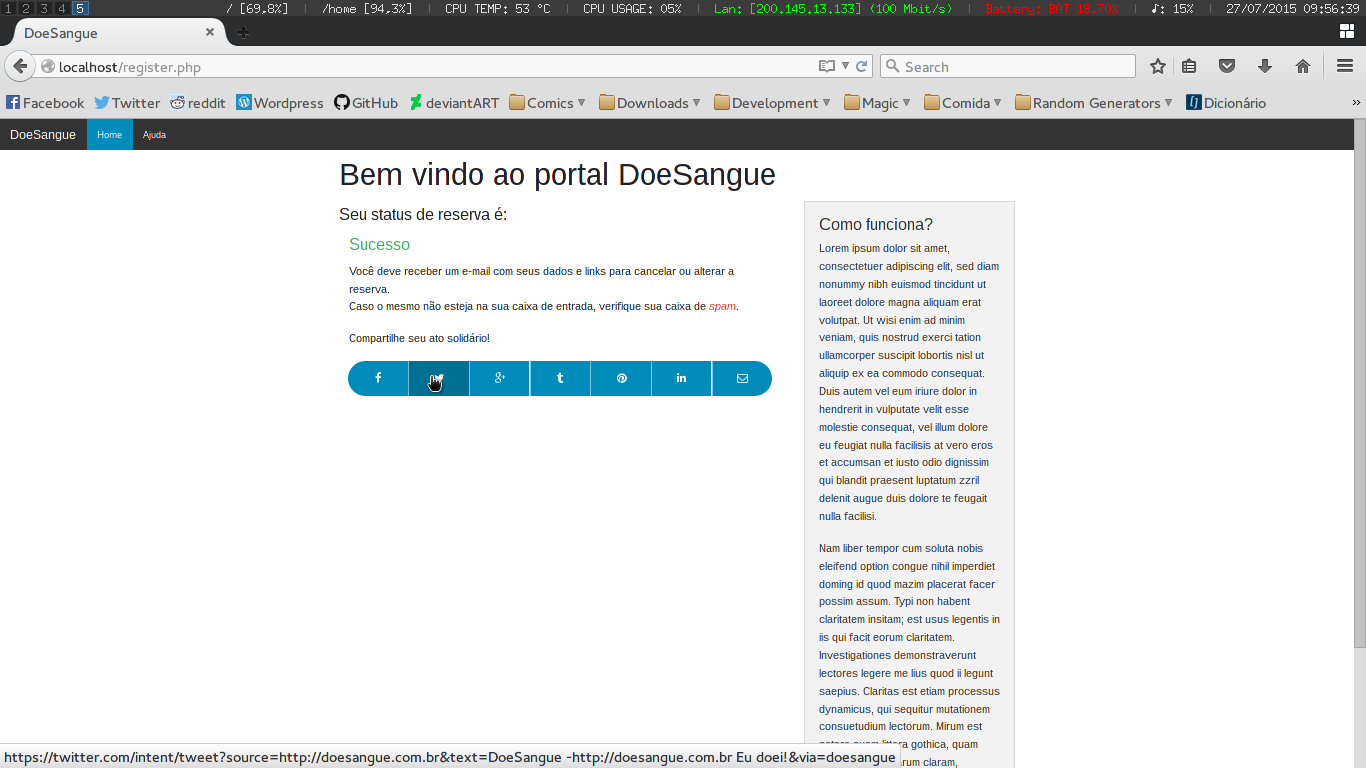 1 2 3 4 5 / [69,8%] | /home [94,3%] | CPU TEMP: 53 °C | CPU USAGE: 05% | Lan: [200.145.13.133] (100 Mbit/s) | Battery: BAT 18,70% | ♪: 15% | 27/07/2015 09:56:39
DoeSangue
localhost/register.php
Search
Facebook Twitter reddit Wordpress GitHub deviantART Comics Downloads Development Magic Comida Random Generators Dicionário »
DoeSangue Home Ajuda
Bem vindo ao portal DoeSangue
Seu status de reserva é:
Sucesso
Você deve receber um e-mail com seus dados e links para cancelar ou alterar a
reserva.
Caso o mesmo não esteja na sua caixa de entrada, verifique sua caixa de spam.
Compartilhe seu ato solidário!
Como funciona?
Lorem ipsum dolor sit amet,
consectetuer adipiscing elit, sed diam
nonummy nibh euismod tincidunt ut
laoreet dolore magna aliquam erat
volutpat. Ut wisi enim ad minim
veniam, quis nostrud exerci tation
ullamcorper suscipit lobortis nisl ut
aliquip ex ea commodo consequat.
Duis autem vel eum iriure dolor in
hendrerit in vulputate velit esse
molestie consequat, vel illum dolore
eu feugiat nulla facilisis at vero eros
et accumsan et iusto odio dignissim
qui blandit praesent luptatum zzril
delenit augue duis dolore te feugait
nulla facilisi.
Nam liber tempor cum soluta nobis
eleifend option congue nihil imperdiet
doming id quod mazim placerat facer
possim assum. Typi non habent
claritatem insitam; est usus legentis in
iis qui facit eorum claritatem.
Investigationes demonstraverunt
lectores legere me lius quod ii legunt
saepius. Claritas est etiam processus
dynamicus, qui sequitur mutationem
consuetudium lectorum. Mirum est
gothica, quam
claram,
https://twitter.com/intent/tweet?source=http://doesangue.com.br&text=DoeSangue -http://doesangue.com.br Eu doei!&via=doesangue